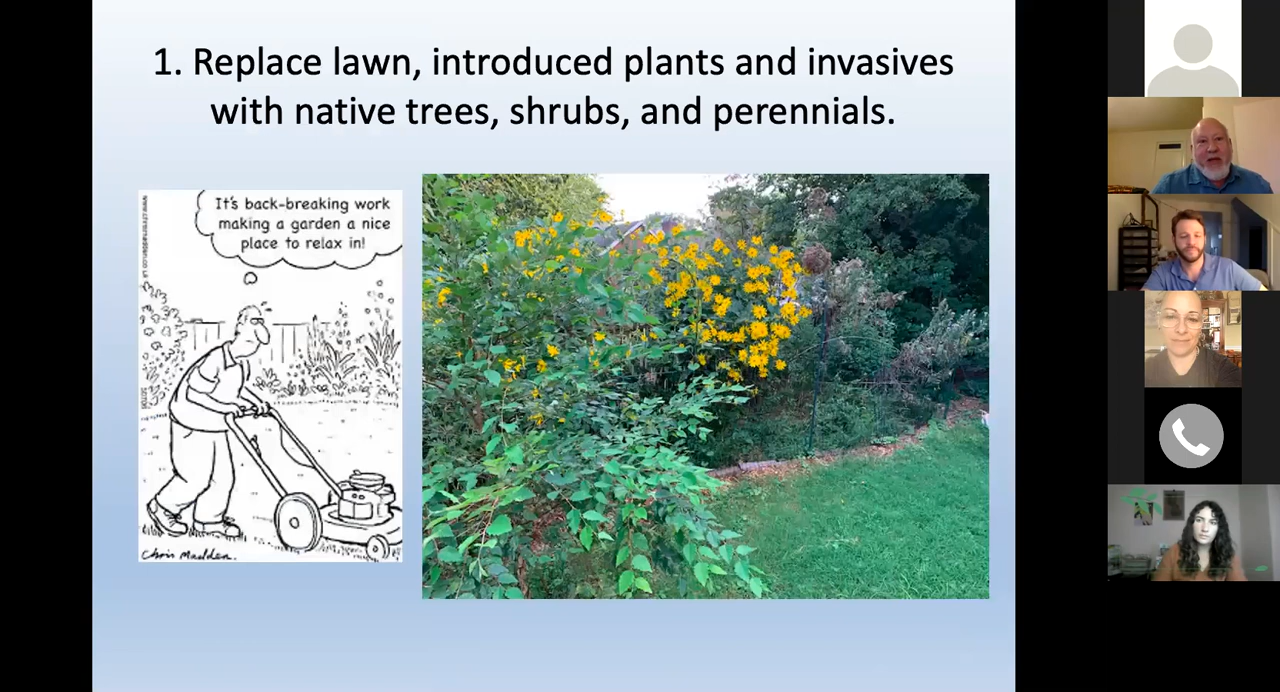 1. Replace lawn, introduced plants and invasives
with native trees, shrubs, and perennials.
It's back-breaking work
making a garden a nice
place to relax in!
Chris Madden.